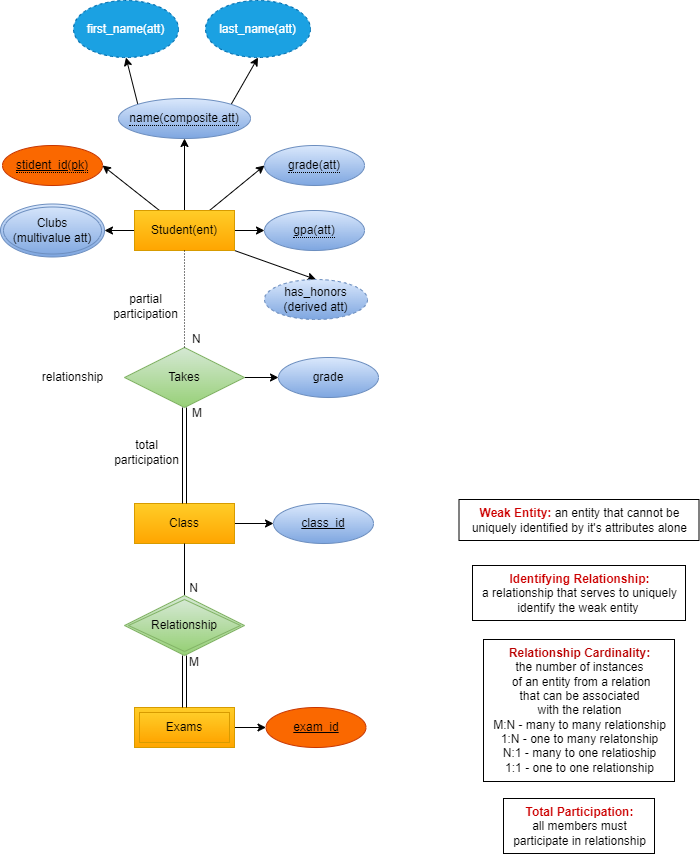 first_name(att)
last_name(att)
name(composite.att)
stident_id(pk)
grade(att)
Clubs
(multivalue att)
Student(ent)
gpa(att)
has_honors
(derived att)
partial
participation
N
relationship
Takes
grade
M
total
participation
Class
class_id
N
Relationship
M
Exams
exam_id
Weak Entity: an entity that cannot be
uniquely identified by it's attributes alone
Identifying Relationship:
a relationship that serves to uniquely
identify the weak entity
Relationship Cardinality:
the number of instances
of an entity from a relation
that can be associated
with the relation
M:N - many to many relationship
1:N - one to many relatonship
N:1 - many to one relatioship
1:1 - one to one relationship
Total Participation:
all members must
participate in relationship